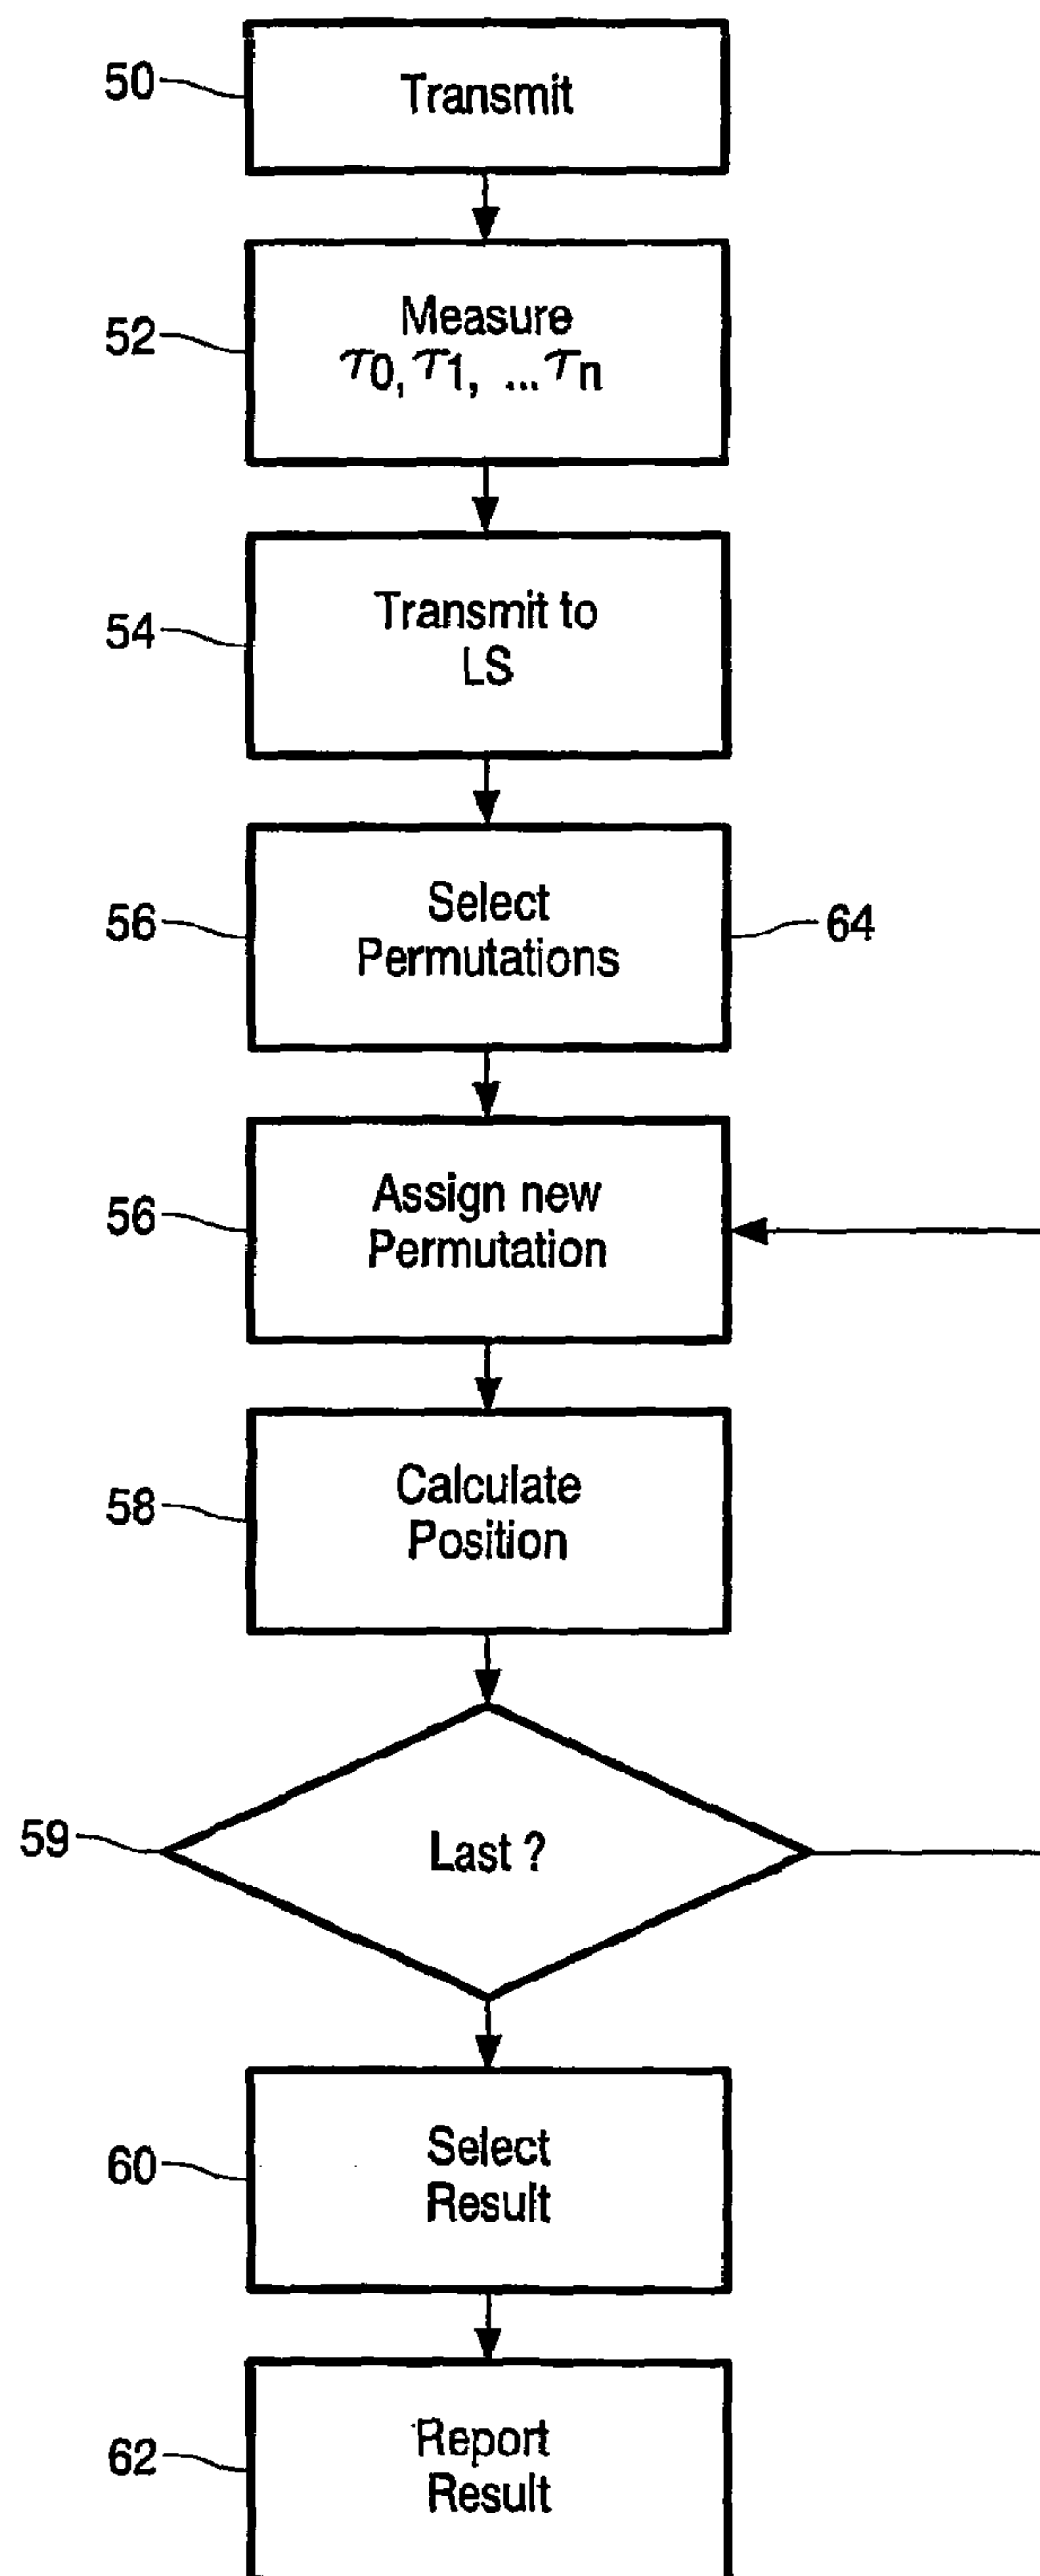 50
Transmit
52
Measure
τ0, τ1, ...τn
54
Transmit to
LS
56
Select
Permutations
64
56
Assign new
Permutation
58
Calculate
Position
59
Last ?
60
Select
Result
62
Report
Result